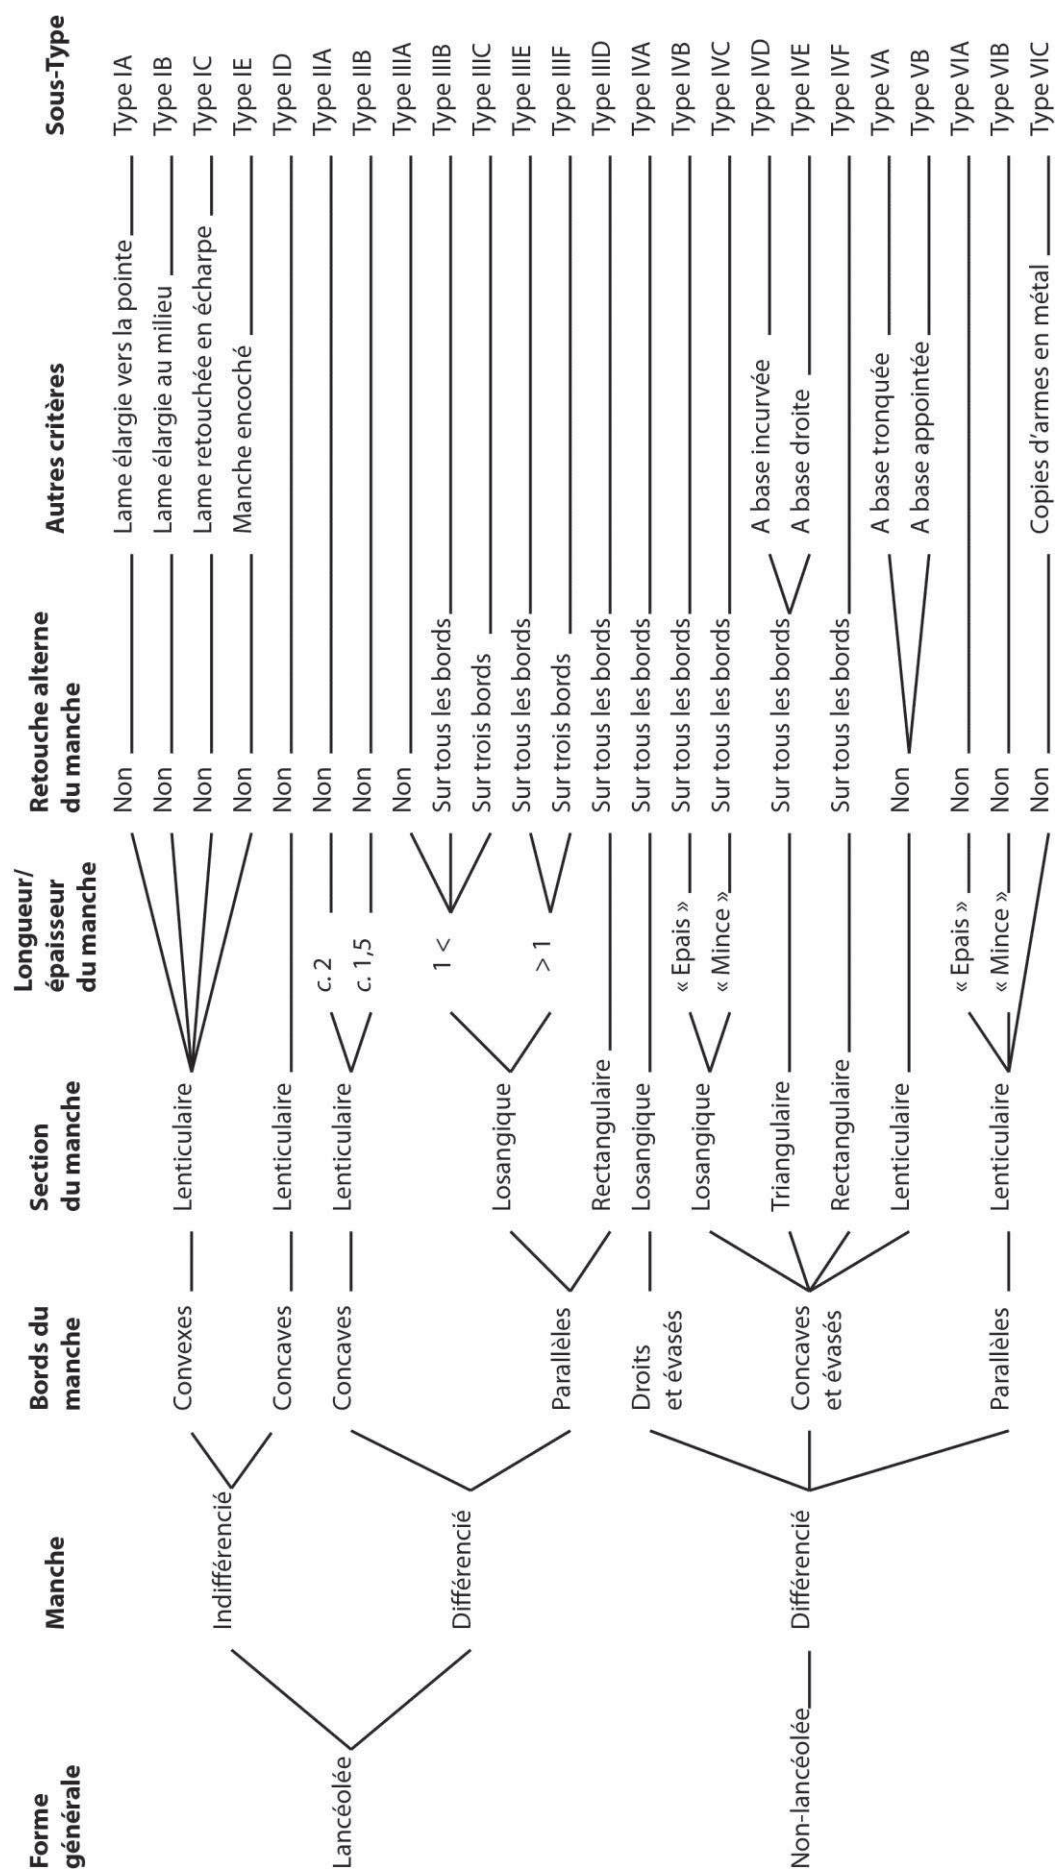 Forme
générale
Manche
Bords du
manche
Section
du manche
Longueur/
épaisseur
du manche
Retouche alterne
du manche
Autres critères
Sous-Type
Lancéolée
Non-lancéolée
Indifférencié
Différencié
Différencié
Convexes
Concaves
Concaves
Parallèles
Droits
et évasés
Concaves
et évasés
Parallèles
Lenticulaire
Lenticulaire
Lenticulaire
Losangique
Rectangulaire
Losangique
Losangique
Triangulaire
Rectangulaire
Lenticulaire
Lenticulaire
c. 2
c. 1,5
1 <
> 1
« Epais »
« Mince »
« Epais »
« Mince »
Non
Non
Non
Non
Non
Non
Non
Non
Sur tous les bords
Sur trois bords
Sur tous les bords
Sur trois bords
Sur tous les bords
Sur tous les bords
Sur tous les bords
Sur tous les bords
Sur tous les bords
Sur tous les bords
Non
Non
Non
Non
Lame élargie vers la pointe
Lame élargie au milieu
Lame retouchée en écharpe
Manche encoché
A base incurvée
A base droite
A base tronquée
A base appointée
Copies d'armes en métal
Type IA
Type IB
Type IC
Type IE
Type ID
Type IIA
Type IIB
Type IIIA
Type IIIB
Type IIIC
Type IIIE
Type IIIF
Type IIID
Type IVA
Type IVB
Type IVC
Type IVD
Type IVE
Type IVF
Type VA
Type VB
Type VIA
Type VIB
Type VIC